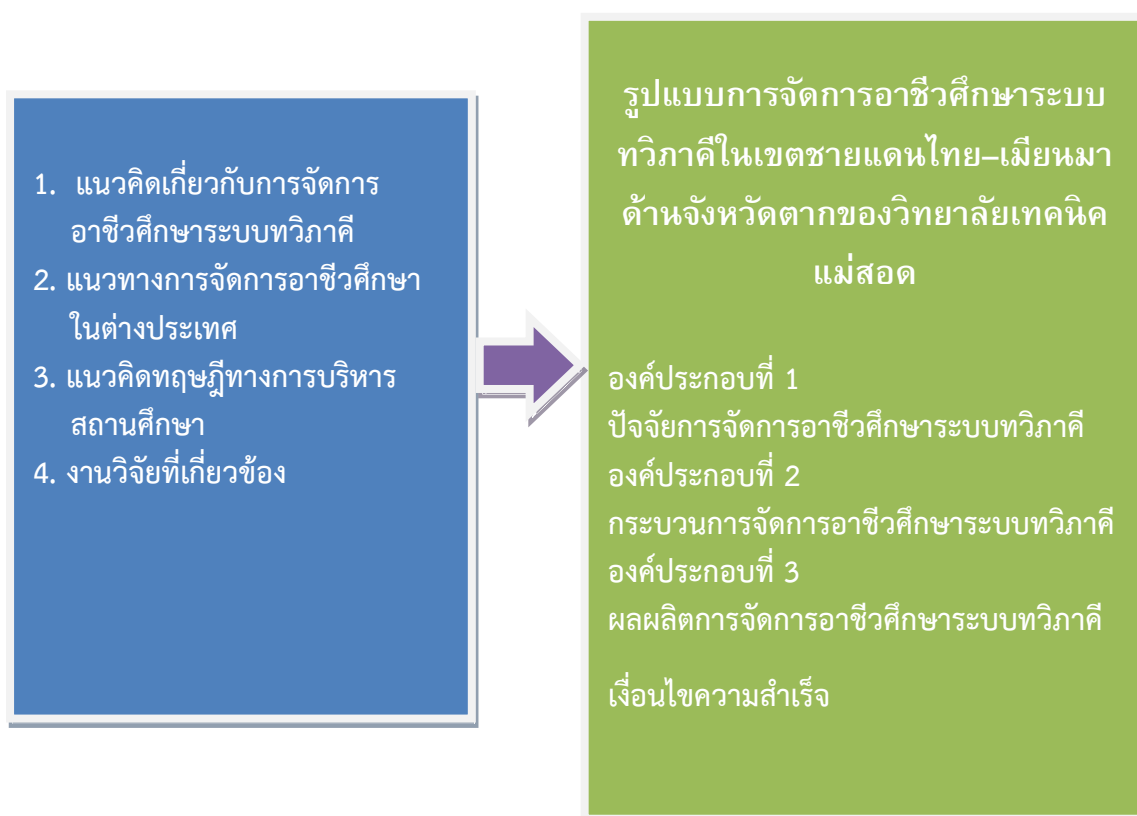 1. แนวคิดเกี่ยวกับการจัดการ
อาชีวศึกษาระบบทวิภาคี
2. แนวทางการจัดการอาชีวศึกษา
ในต่างประเทศ
3. แนวคิดทฤษฎีทางการบริหาร
สถานศึกษา
4. งานวิจัยที่เกี่ยวข้อง
รูปแบบการจัดการอาชีวศึกษาระบบ
ทวิภาคีในเขตชายแดนไทย–เมียนมา
ด้านจังหวัดตากของวิทยาลัยเทคนิค
แม่สอด
องค์ประกอบที่ 1
ปัจจัยการจัดการอาชีวศึกษาระบบทวิภาคี
องค์ประกอบที่ 2
กระบวนการจัดการอาชีวศึกษาระบบทวิภาคี
องค์ประกอบที่ 3
ผลผลิตการจัดการอาชีวศึกษาระบบทวิภาคี
เงื่อนไขความสำเร็จ